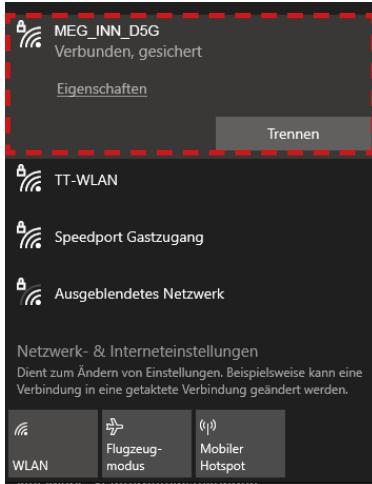 MEG_INN_D5G
Verbunden, gesichert
Eigenschaften
Trennen
TT-WLAN
Speedport Gastzugang
Ausgeblendetes Netzwerk
Netzwerk- & Interneteinstellungen
Dient zum Ändern von Einstellungen. Beispielsweise kann eine
Verbindung in eine getaktete Verbindung geändert werden.
WLAN
Flugzeug-
modus
Mobiler
Hotspot